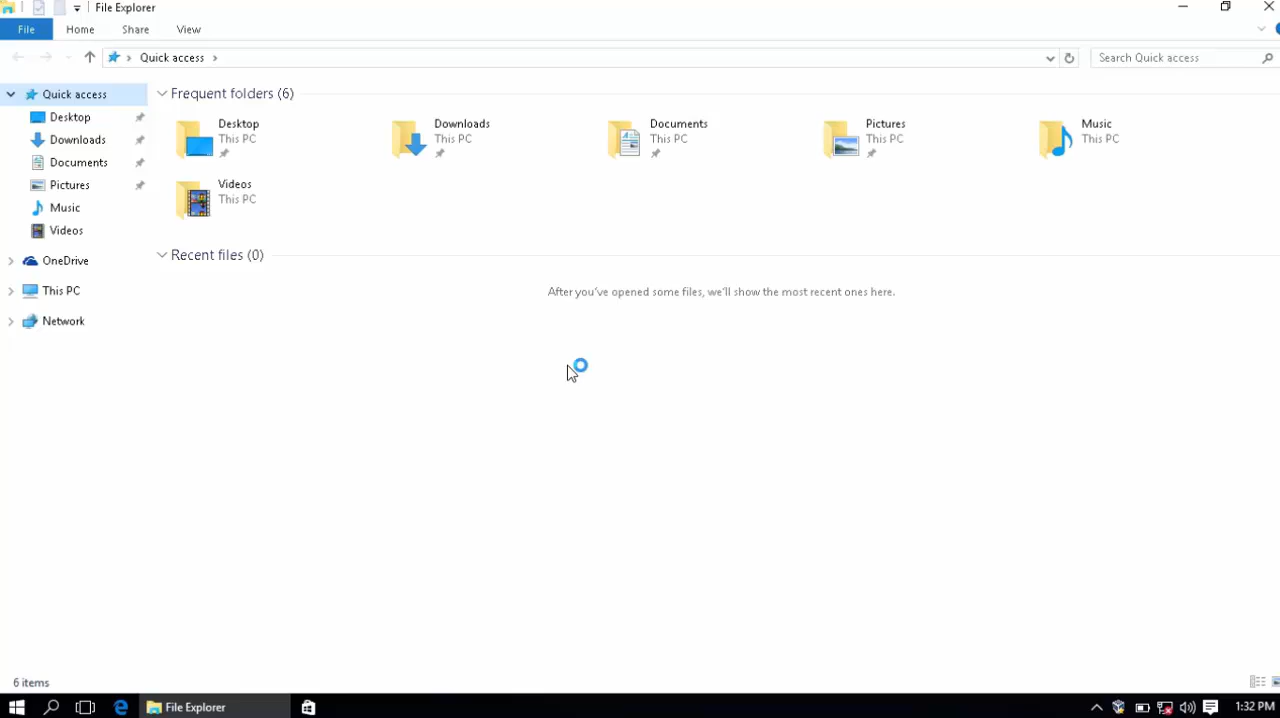 File Explorer
File Home Share View
Quick access
Search Quick access
Quick access
Desktop
Downloads
Documents
Pictures
Music
Videos
OneDrive
This PC
Network
Frequent folders (6)
Desktop
This PC
Downloads
This PC
Documents
This PC
Pictures
This PC
Music
This PC
Videos
This PC
Recent files (0)
After you've opened some files, we'll show the most recent ones here.
6 items
File Explorer
1:32 PM